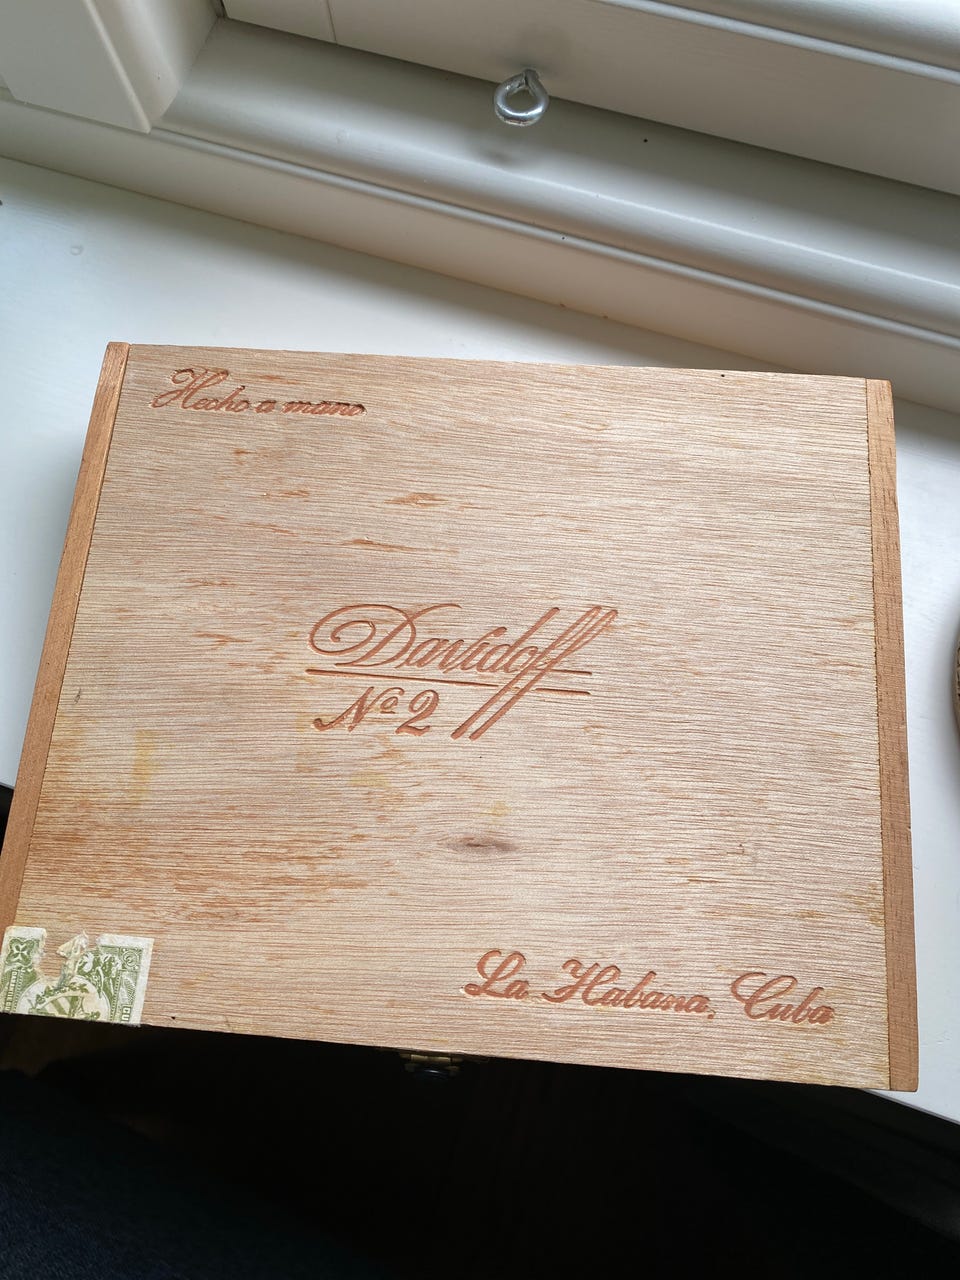 Hecho a mano
Davidoff
Nº 2
La Habana, Cuba